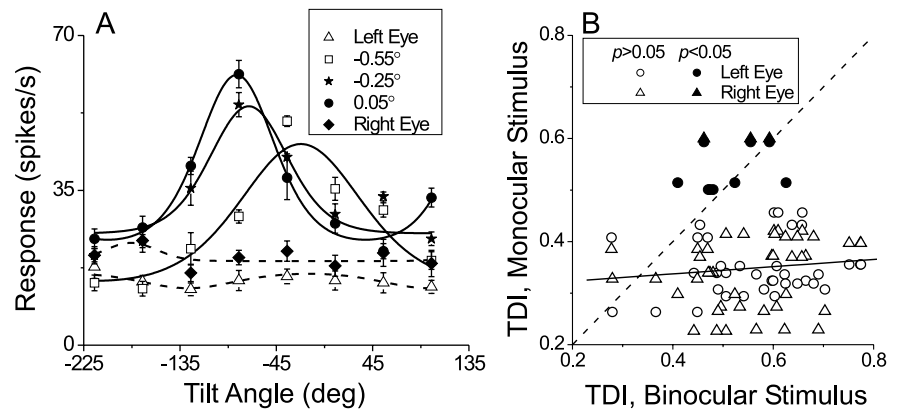 A
70
35
0
Response (spikes/s)
-225
-135
-45
45
135
Tilt Angle (deg)
Left Eye
-0.55°
-0.25°
0.05°
Right Eye
B
0.8
0.6
0.4
0.2
TDI, Monocular Stimulus
0.2
0.4
0.6
0.8
TDI, Binocular Stimulus
p>0.05 p<0.05
Left Eye
Right Eye